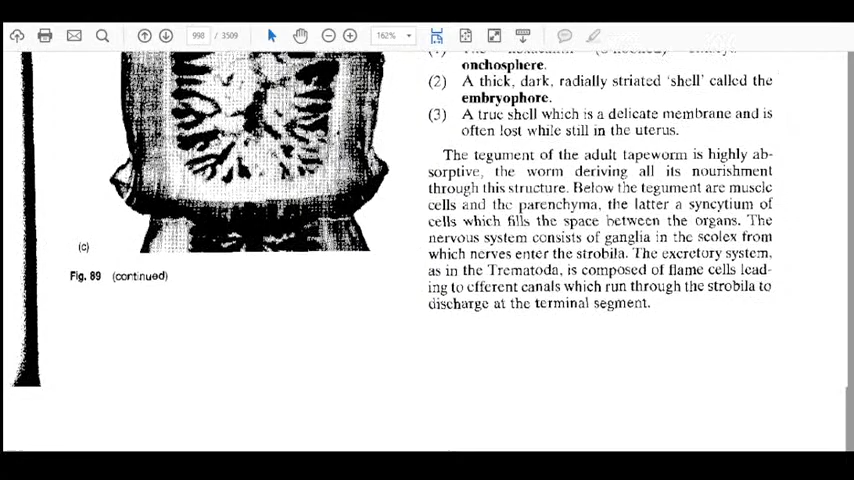 998 / 3509
162%
onchosphere.
(2) A thick, dark, radially striated ‘shell’ called the
embryophore.
(3) A true shell which is a delicate membrane and is
often lost while still in the uterus.
The tegument of the adult tapeworm is highly ab-
sorptive, the worm deriving all its nourishment
through this structure. Below the tegument are muscle
cells and the parenchyma, the latter a syncytium of
cells which fills the space between the organs. The
nervous system consists of ganglia in the scolex from
which nerves enter the strobila. The excretory system,
as in the Trematoda, is composed of flame cells lead-
ing to efferent canals which run through the strobila to
discharge at the terminal segment.
(c)
Fig. 89 (continued)